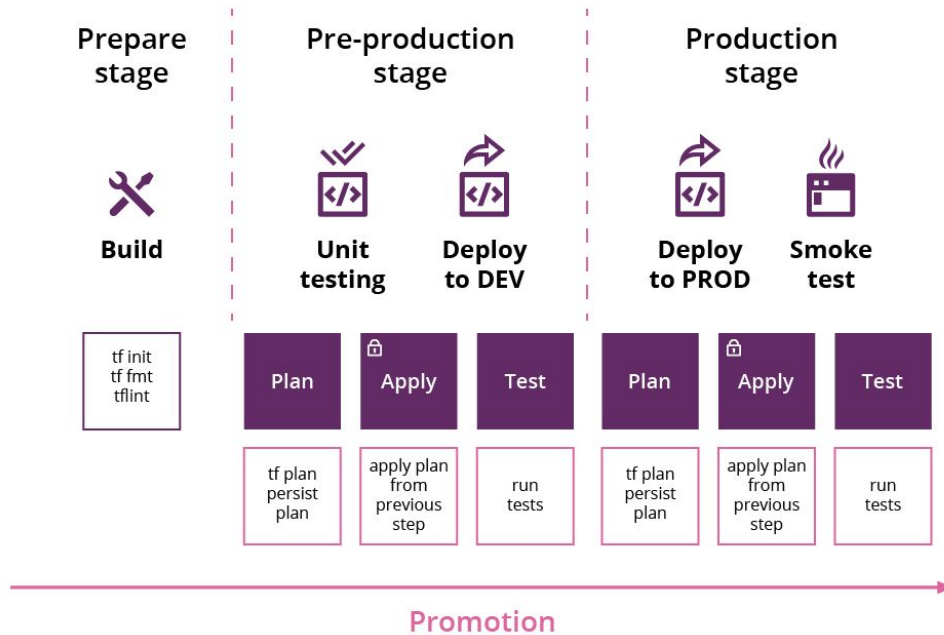 Prepare
stage
Pre-production
stage
Production
stage
</>
</>
</>
Build
Unit
testing
Deploy
to DEV
Deploy
to PROD
Smoke
test
tf init
tf fmt
tflint
Plan
Apply
Test
Plan
Apply
Test
tf plan
persist
plan
apply plan
from
previous
step
run
tests
tf plan
persist
plan
apply plan
from
previous
step
run
tests
Promotion